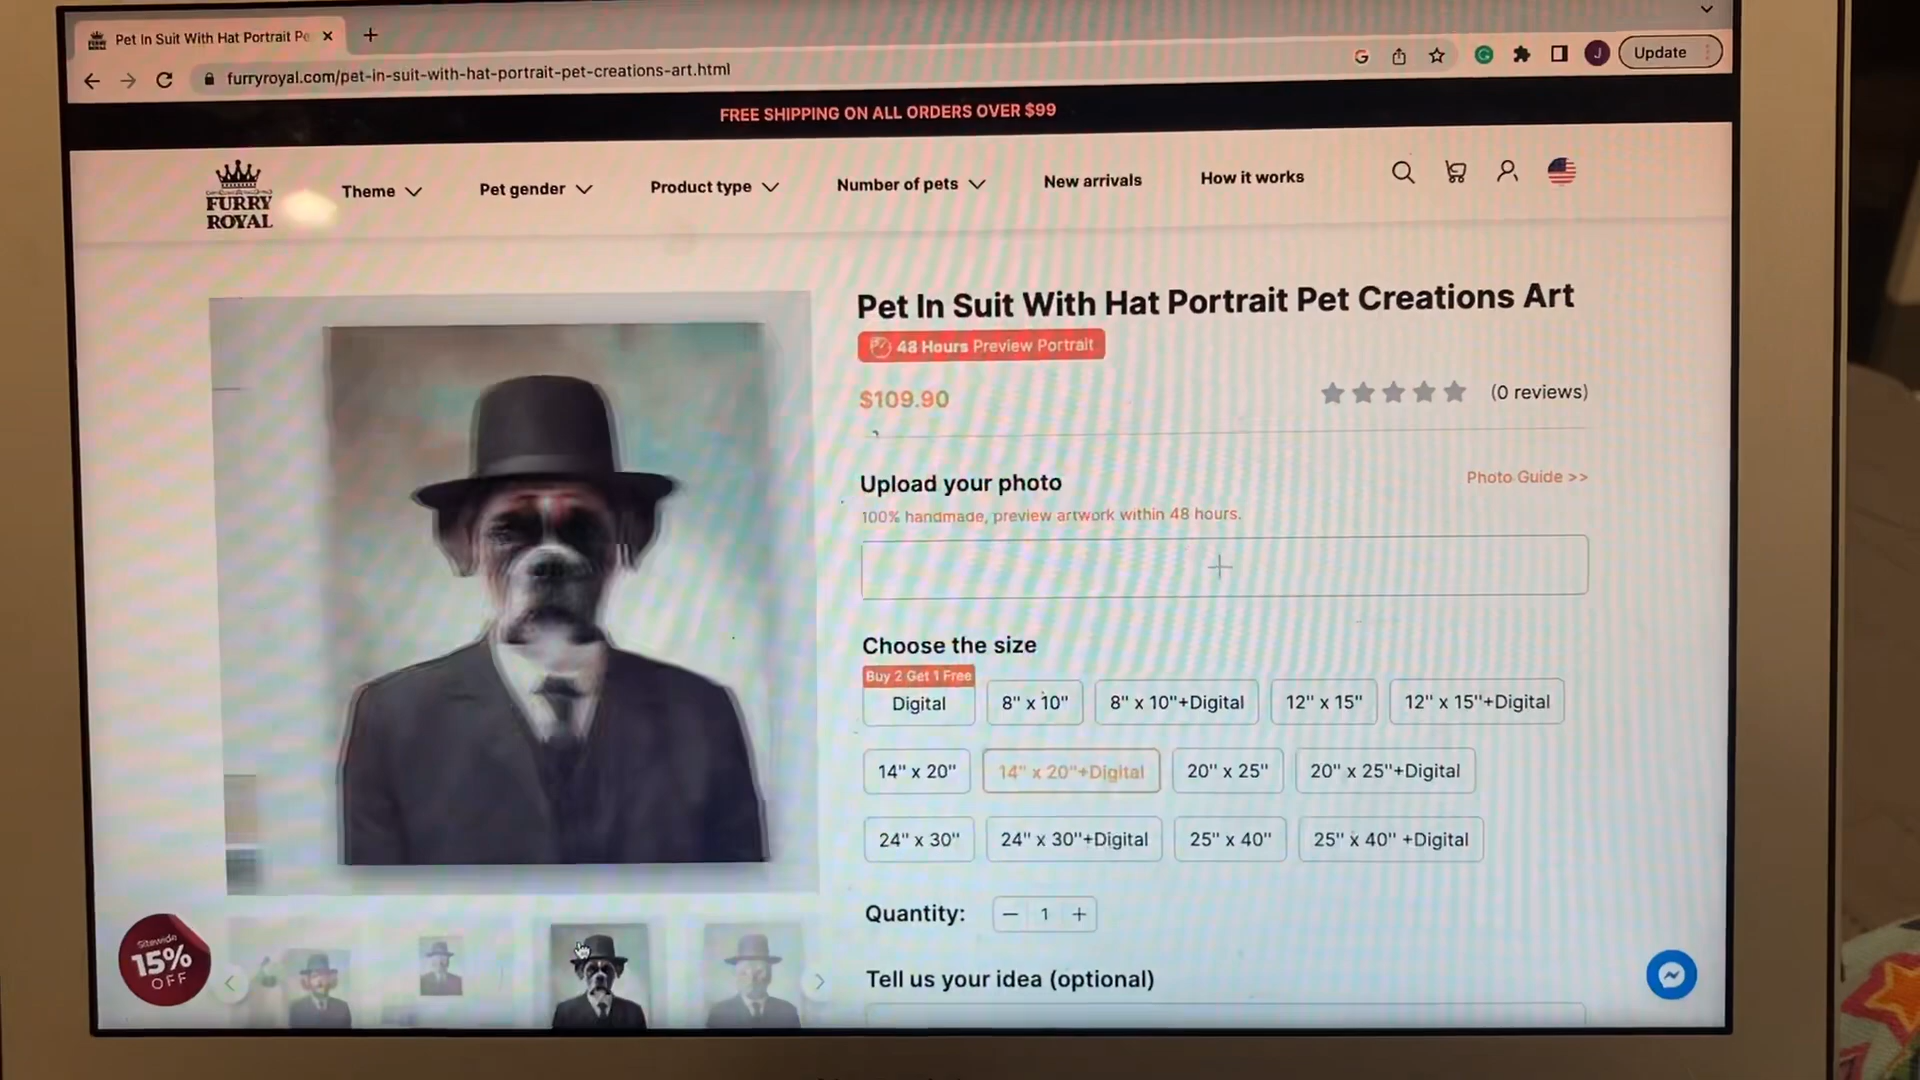 Pet In Suit With Hat Portrait Pe
furryroyal.com/pet-in-suit-with-hat-portrait-pet-creations-art.html
J
Update
FREE SHIPPING ON ALL ORDERS OVER $99
FURRY
ROYAL
Theme
Pet gender
Product type
Number of pets
New arrivals
How it works
Pet In Suit With Hat Portrait Pet Creations Art
48 Hours Preview Portrait
$109.90
(0 reviews)
Upload your photo
Photo Guide >>
100% handmade, preview artwork within 48 hours.
Choose the size
Buy 2 Get 1 Free
Digital
8" x 10"
8" x 10"+Digital
12" x 15"
12" x 15"+Digital
14" x 20"
14" x 20"+Digital
20" x 25"
20" x 25"+Digital
24" x 30"
24" x 30"+Digital
25" x 40"
25" x 40" +Digital
Quantity:
1
Tell us your idea (optional)
Sitewide
15%
OFF